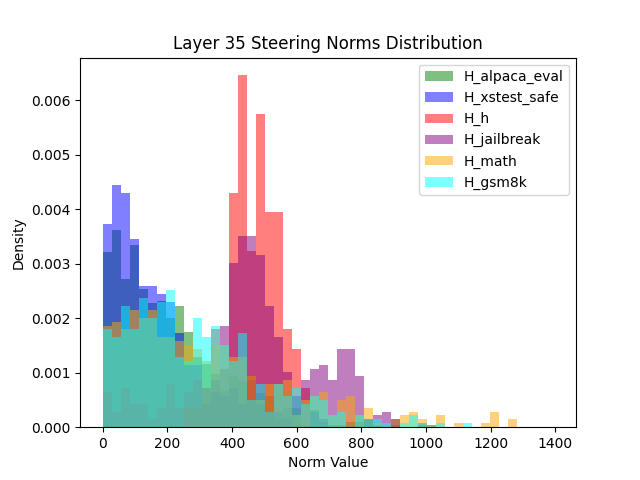 Layer 35 Steering Norms Distribution
H_alpaca_eval
H_xstest_safe
H_h
H_jailbreak
H_math
H_gsm8k
Density
0.006
0.005
0.004
0.003
0.002
0.001
0.000
0 200 400 600 800 1000 1200 1400
Norm Value